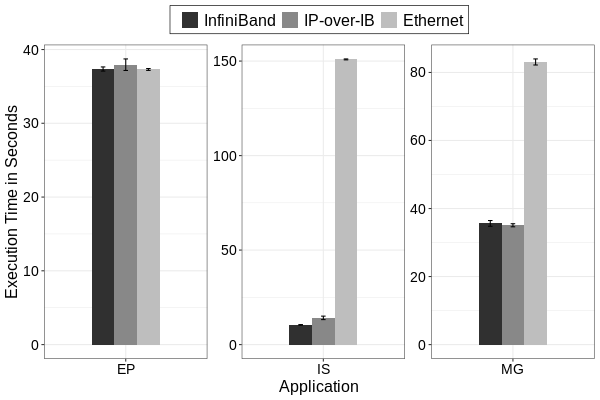 InfiniBand IP-over-IB Ethernet
Execution Time in Seconds
40
30
20
10
0
EP
150
100
50
0
IS
80
60
40
20
0
MG
Application